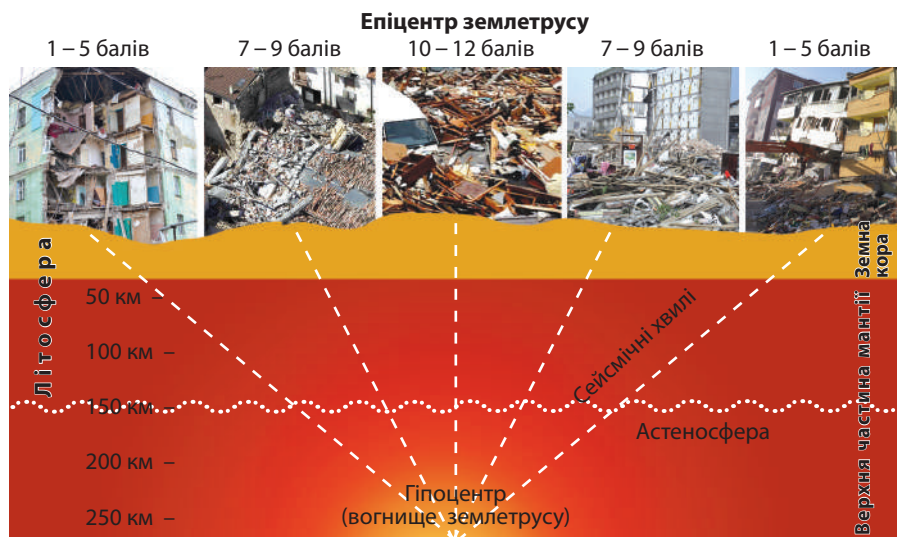 Епіцентр землетрусу
1 – 5 балів
7 – 9 балів
10 – 12 балів
7 – 9 балів
1 – 5 балів
Літосфера
Земна
кора
Верхня частина мантії
50 км –
100 км –
150 км –
200 км –
250 км –
Сейсмічні хвилі
Астеносфера
Гіпоцентр
(вогнище землетрусу)